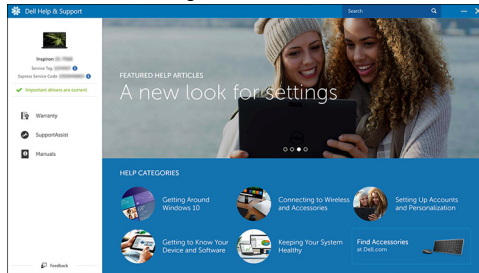 Dell Help & Support
Search
Inspiron
Service Tag
Express Service Code
Important drivers are current
Warranty
SupportAssist
Manuals
Feedback
FEATURED HELP ARTICLES
A new look for settings
HELP CATEGORIES
Getting Around
Windows 10
Connecting to Wireless
and Accessories
Setting Up Accounts
and Personalization
Getting to Know Your
Device and Software
Keeping Your System
Healthy
Find Accessories
at Dell.com